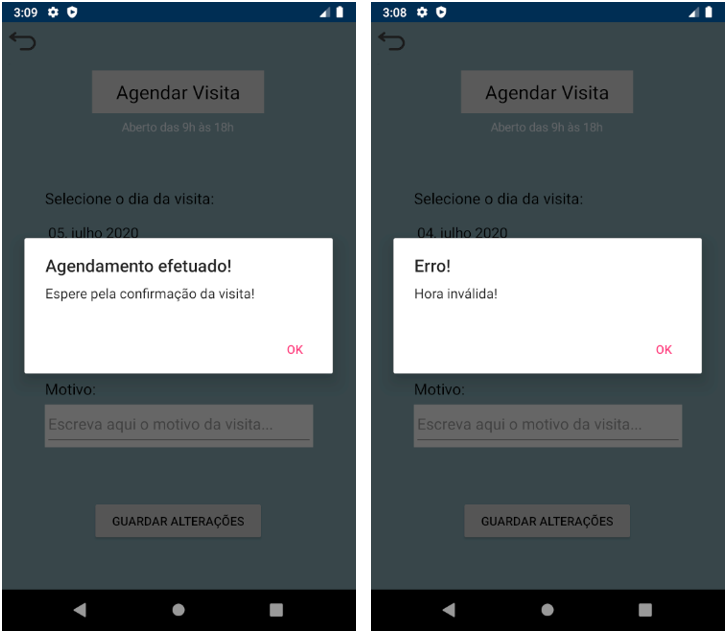 3:09
Agendar Visita
Aberto das 9h às 18h
Selecione o dia da visita:
05. julho 2020
Agendamento efetuado!
Espere pela confirmação da visita!
OK
Motivo:
Escreva aqui o motivo da visita...
GUARDAR ALTERAÇÕES
3:08
Agendar Visita
Aberto das 9h às 18h
Selecione o dia da visita:
04. julho 2020
Erro!
Hora inválida!
OK
Motivo:
Escreva aqui o motivo da visita...
GUARDAR ALTERAÇÕES